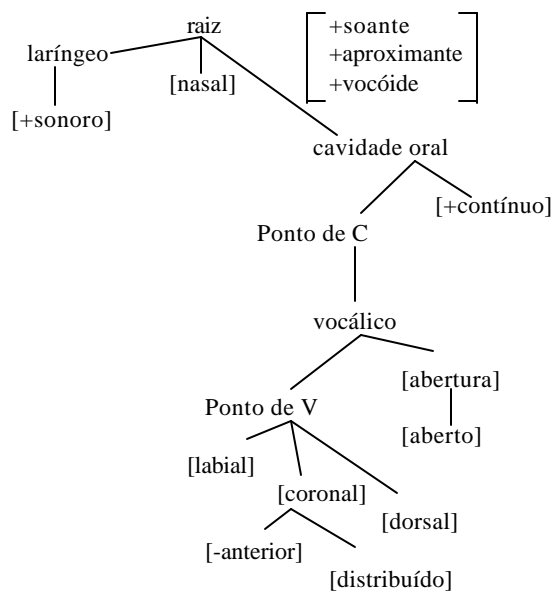 raiz
+soante
laríngeo
+aproximante
[nasal]
+vocóide
[+sonoro]
cavidade oral
[+contínuo]
Ponto de C
vocálico
[abertura]
Ponto de V
[aberto]
[labial]
[coronal]
[dorsal]
[-anterior]
[distribuído]